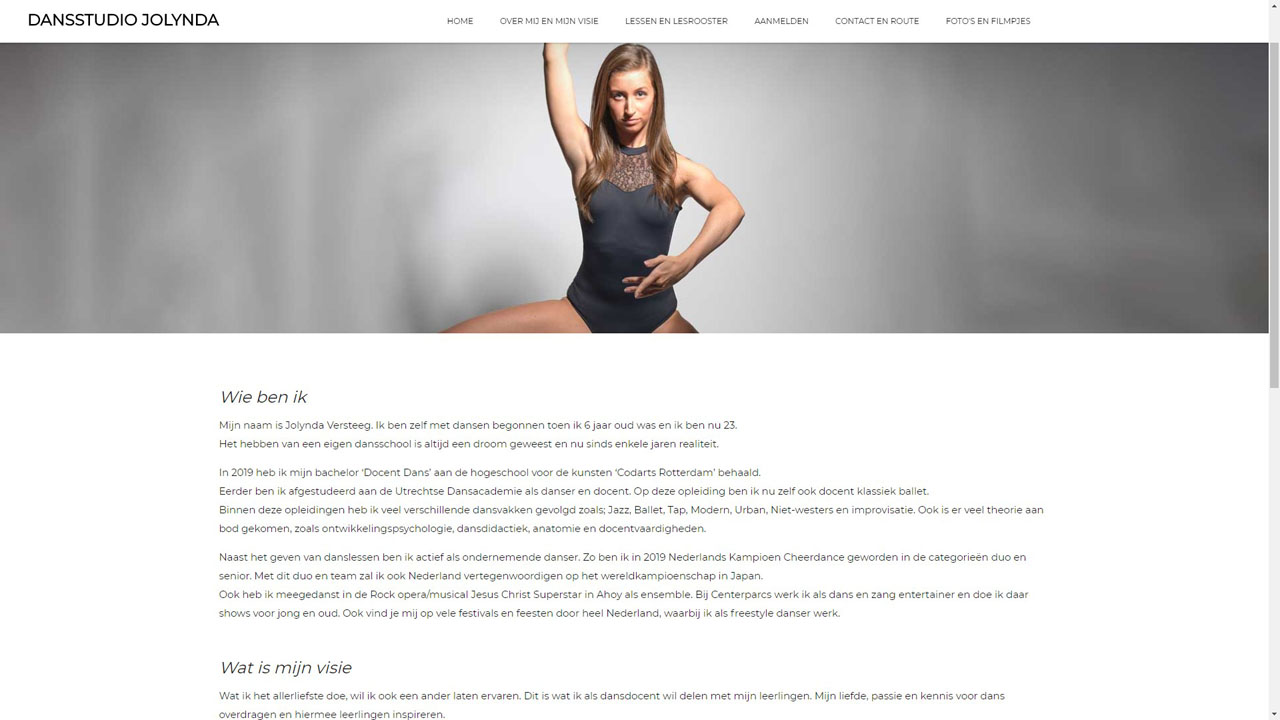 DANSSTUDIO JOLYNDA
HOME OVER MIJ EN MIJN VISIE LESSEN EN LESROOSTER AANMELDEN CONTACT EN ROUTE FOTO'S EN FILMPJES
Wie ben ik
Mijn naam is Jolynda Versteeg. Ik ben zelf met dansen begonnen toen ik 6 jaar oud was en ik ben nu 23.
Het hebben van een eigen dansschool is altijd een droom geweest en nu sinds enkele jaren realiteit.
In 2019 heb ik mijn bachelor ‘Docent Dans’ aan de hogeschool voor de kunsten ‘Codarts Rotterdam’ behaald.
Eerder ben ik afgestudeerd aan de Utrechtse Dansacademie als danser en docent. Op deze opleiding ben ik nu zelf ook docent klassiek ballet.
Binnen deze opleidingen heb ik veel verschillende dansvakken gevolgd zoals; Jazz, Ballet, Tap, Modern, Urban, Niet-westers en improvisatie. Ook is er veel theorie aan
bod gekomen, zoals ontwikkelingspsychologie, dansdidactiek, anatomie en docentvaardigheden.
Naast het geven van danslessen ben ik actief als ondernemende danser. Zo ben ik in 2019 Nederlands Kampioen Cheerdance geworden in de categorieën duo en
senior. Met dit duo en team zal ik ook Nederland vertegenwoordigen op het wereldkampioenschap in Japan.
Ook heb ik meegedanst in de Rock opera/musical Jesus Christ Superstar in Ahoy als ensemble. Bij Centerparcs werk ik als dans en zang entertainer en doe ik daar
shows voor jong en oud. Ook vind je mij op vele festivals en feesten door heel Nederland, waarbij ik als freestyle danser werk.
Wat is mijn visie
Wat ik het allerliefste doe, wil ik ook een ander laten ervaren. Dit is wat ik als dansdocent wil delen met mijn leerlingen. Mijn liefde, passie en kennis voor dans
overdragen en hiermee leerlingen inspireren.